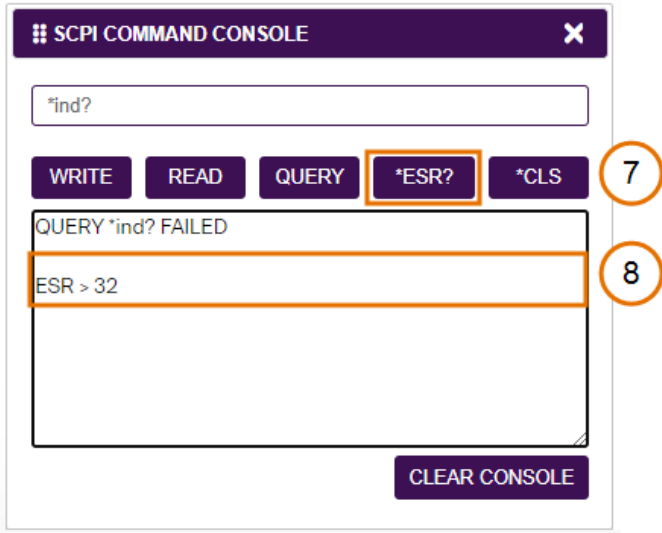 SCPI COMMAND CONSOLE
*ind?
WRITE READ QUERY *ESR? *CLS 7
QUERY *ind? FAILED
ESR > 32 8
CLEAR CONSOLE